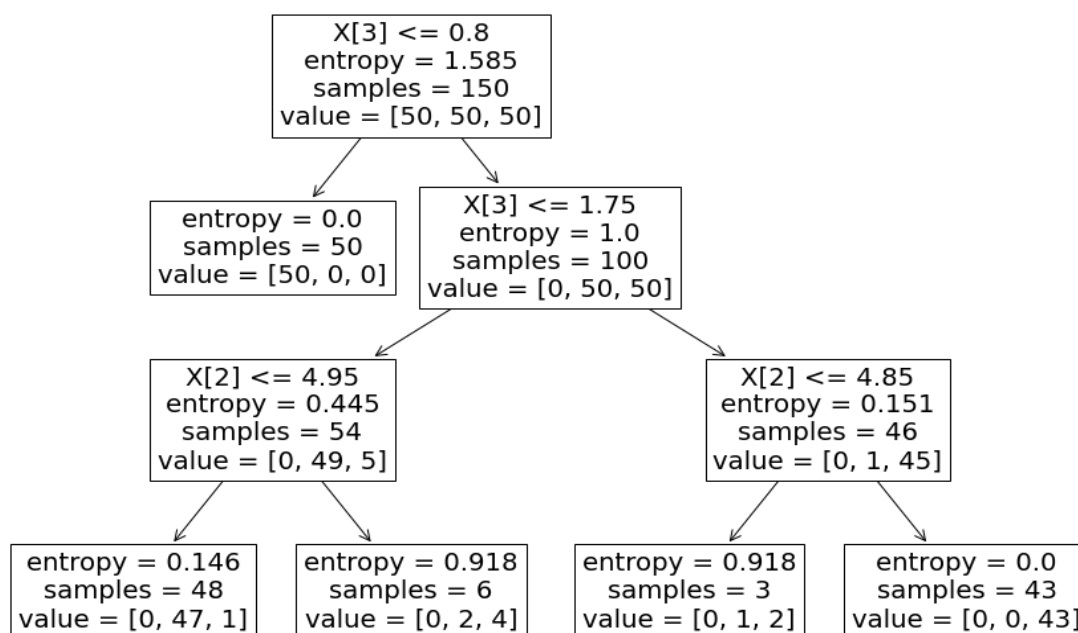 X[3] <= 0.8
entropy = 1.585
samples = 150
value = [50, 50, 50]
entropy = 0.0
samples = 50
value = [50, 0, 0]
X[3] <= 1.75
entropy = 1.0
samples = 100
value = [0, 50, 50]
X[2] <= 4.95
entropy = 0.445
samples = 54
value = [0, 49, 5]
X[2] <= 4.85
entropy = 0.151
samples = 46
value = [0, 1, 45]
entropy = 0.146
samples = 48
value = [0, 47, 1]
entropy = 0.918
samples = 6
value = [0, 2, 4]
entropy = 0.918
samples = 3
value = [0, 1, 2]
entropy = 0.0
samples = 43
value = [0, 0, 43]